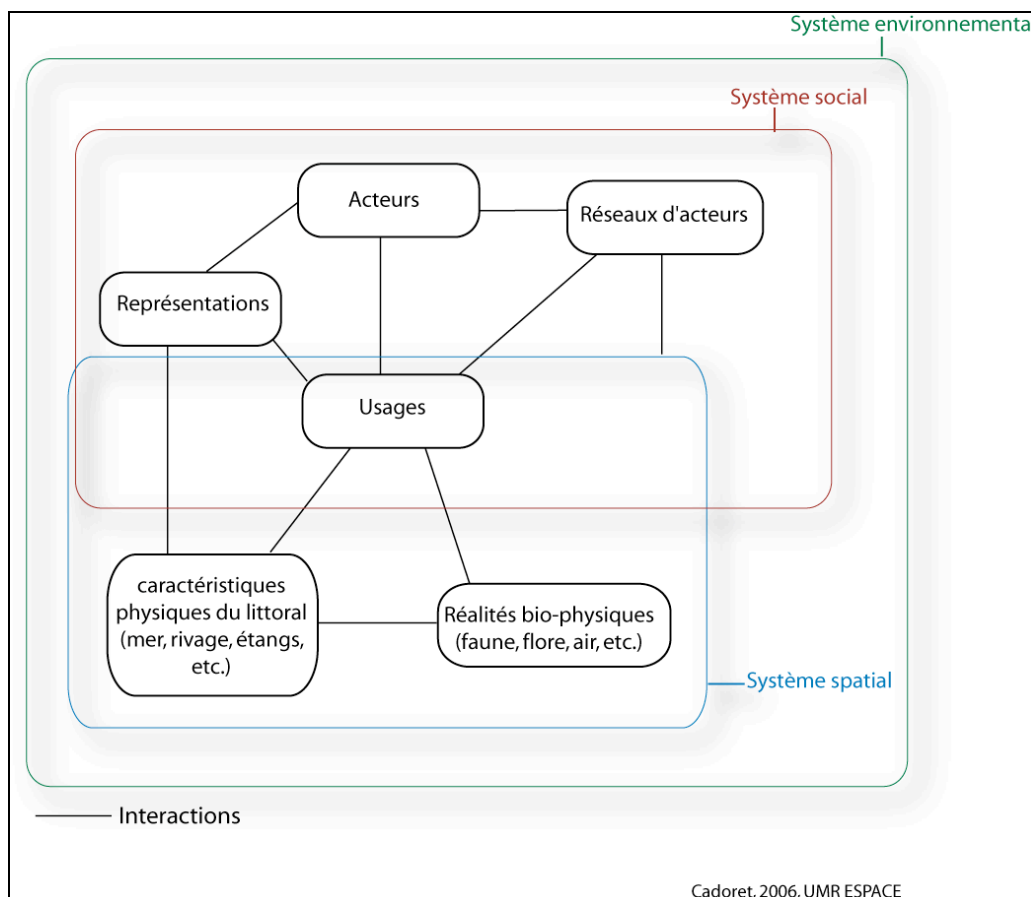 Système environnementa
Système social
Acteurs
Réseaux d'acteurs
Représentations
Usages
caractéristiques
physiques du littoral
(mer, rivage, étangs,
etc.)
Réalités bio-physiques
(faune, flore, air, etc.)
Système spatial
Interactions
Cadoret, 2006, UMR ESPACE